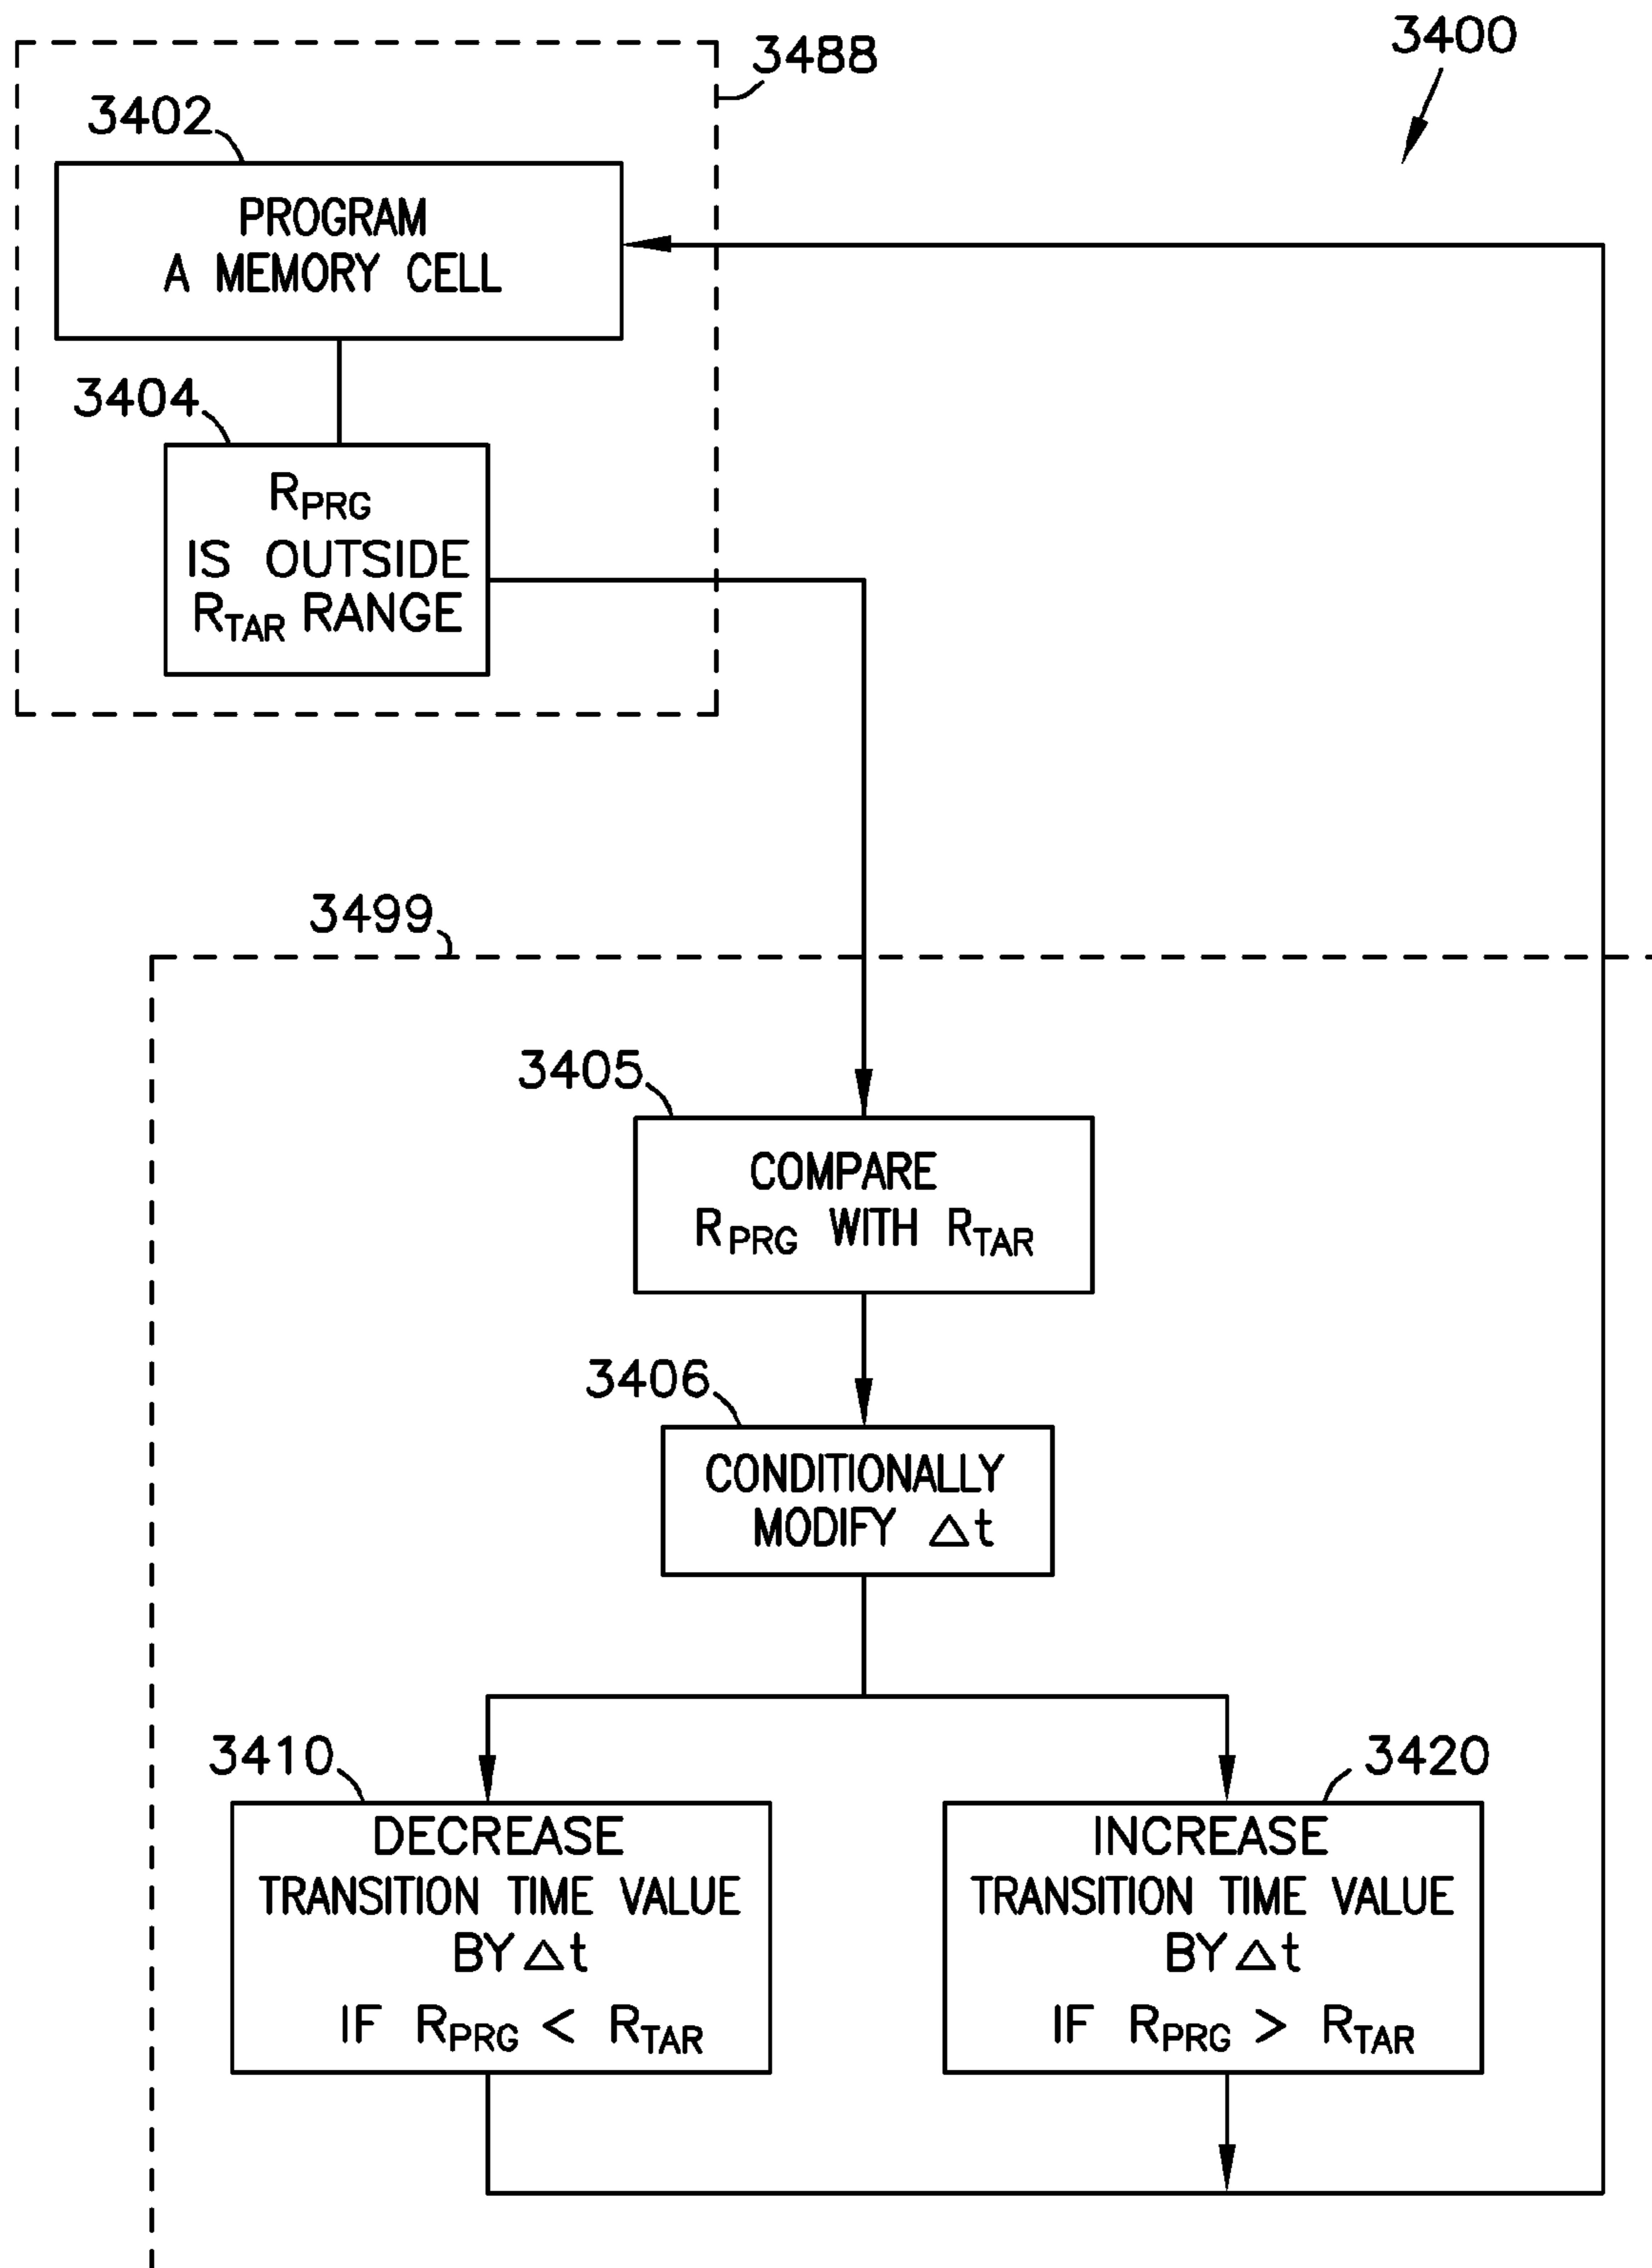 3400
3488
3402
PROGRAM
A MEMORY CELL
3404
RPRG
IS OUTSIDE
RTAR RANGE
3499
3405
COMPARE
RPRG WITH RTAR
3406
CONDITIONALLY
MODIFY △t
3410
DECREASE
TRANSITION TIME VALUE
BY △t
IF RPRG < RTAR
3420
INCREASE
TRANSITION TIME VALUE
BY △t
IF RPRG > RTAR